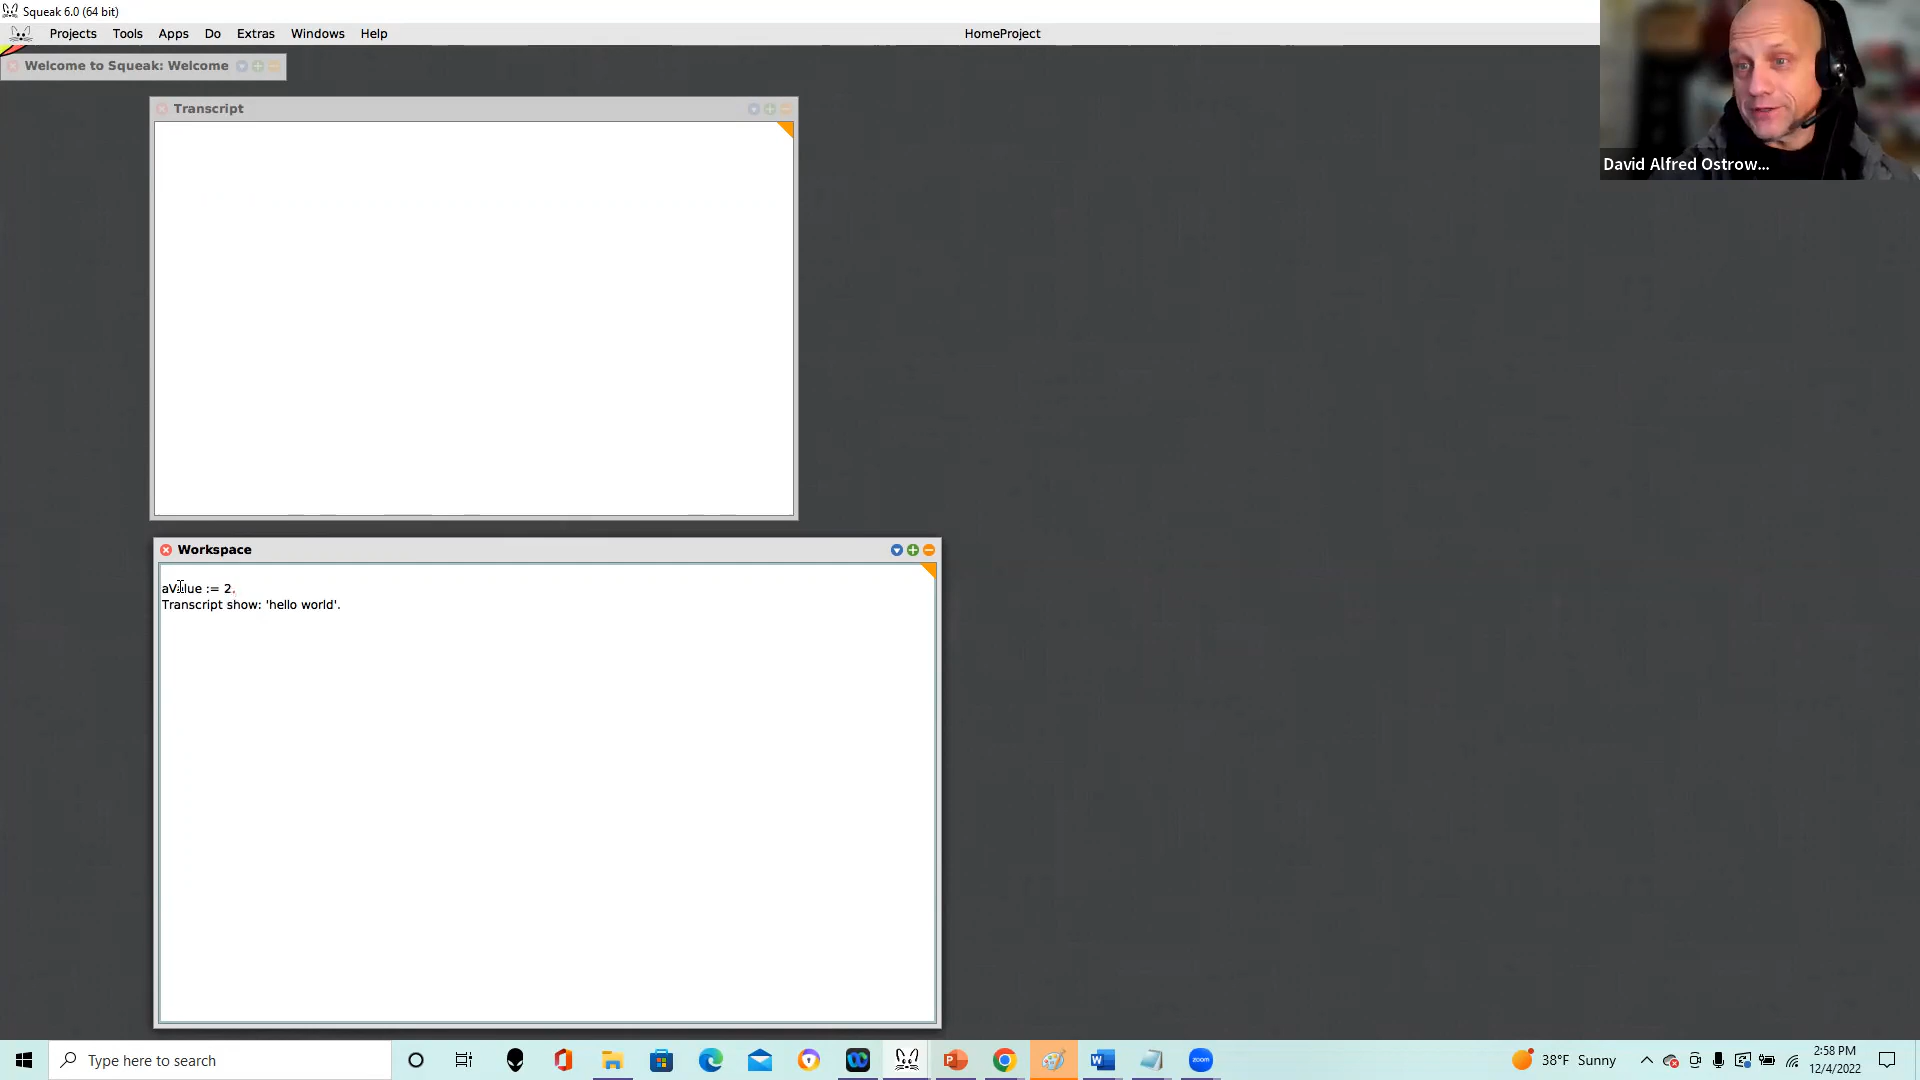 Squeak 6.0 (64 bit)
Projects Tools Apps Do Extras Windows Help HomeProject
Welcome to Squeak: Welcome
Transcript
David Alfred Ostrow...
Workspace
aValue := 2.
Transcript show: 'hello world'.
Type here to search
zoom
38°F Sunny
2:58 PM
12/4/2022